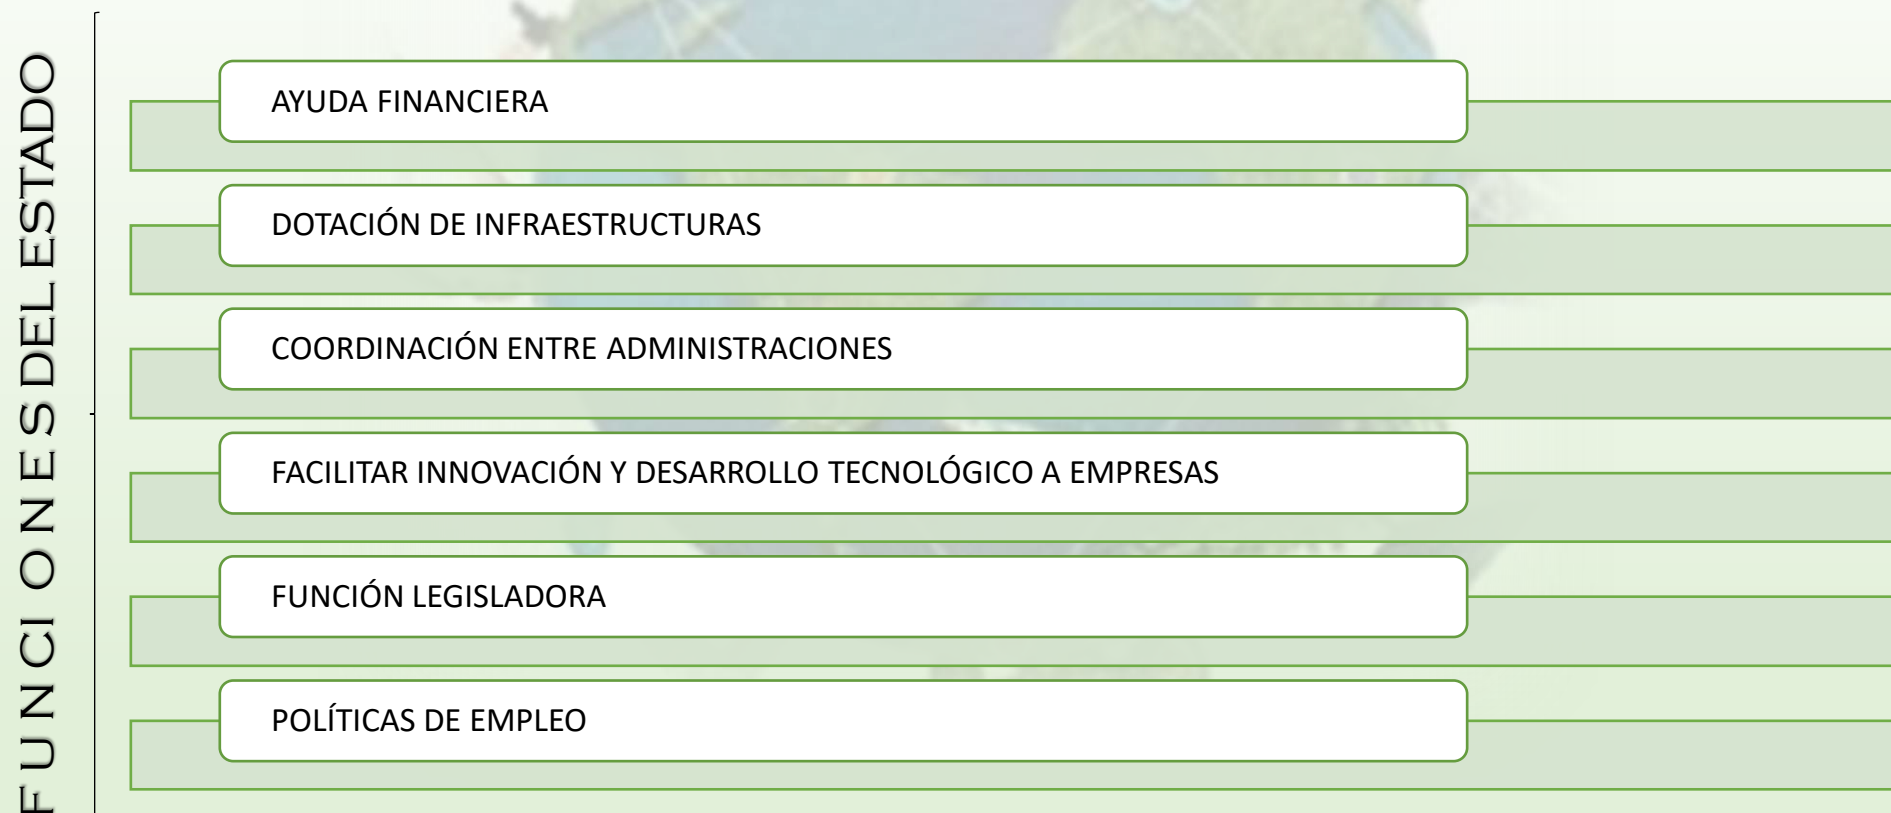 FUNCIONES DEL ESTADO
AYUDA FINANCIERA
DOTACIÓN DE INFRAESTRUCTURAS
COORDINACIÓN ENTRE ADMINISTRACIONES
FACILITAR INNOVACIÓN Y DESARROLLO TECNOLÓGICO A EMPRESAS
FUNCIÓN LEGISLADORA
POLÍTICAS DE EMPLEO